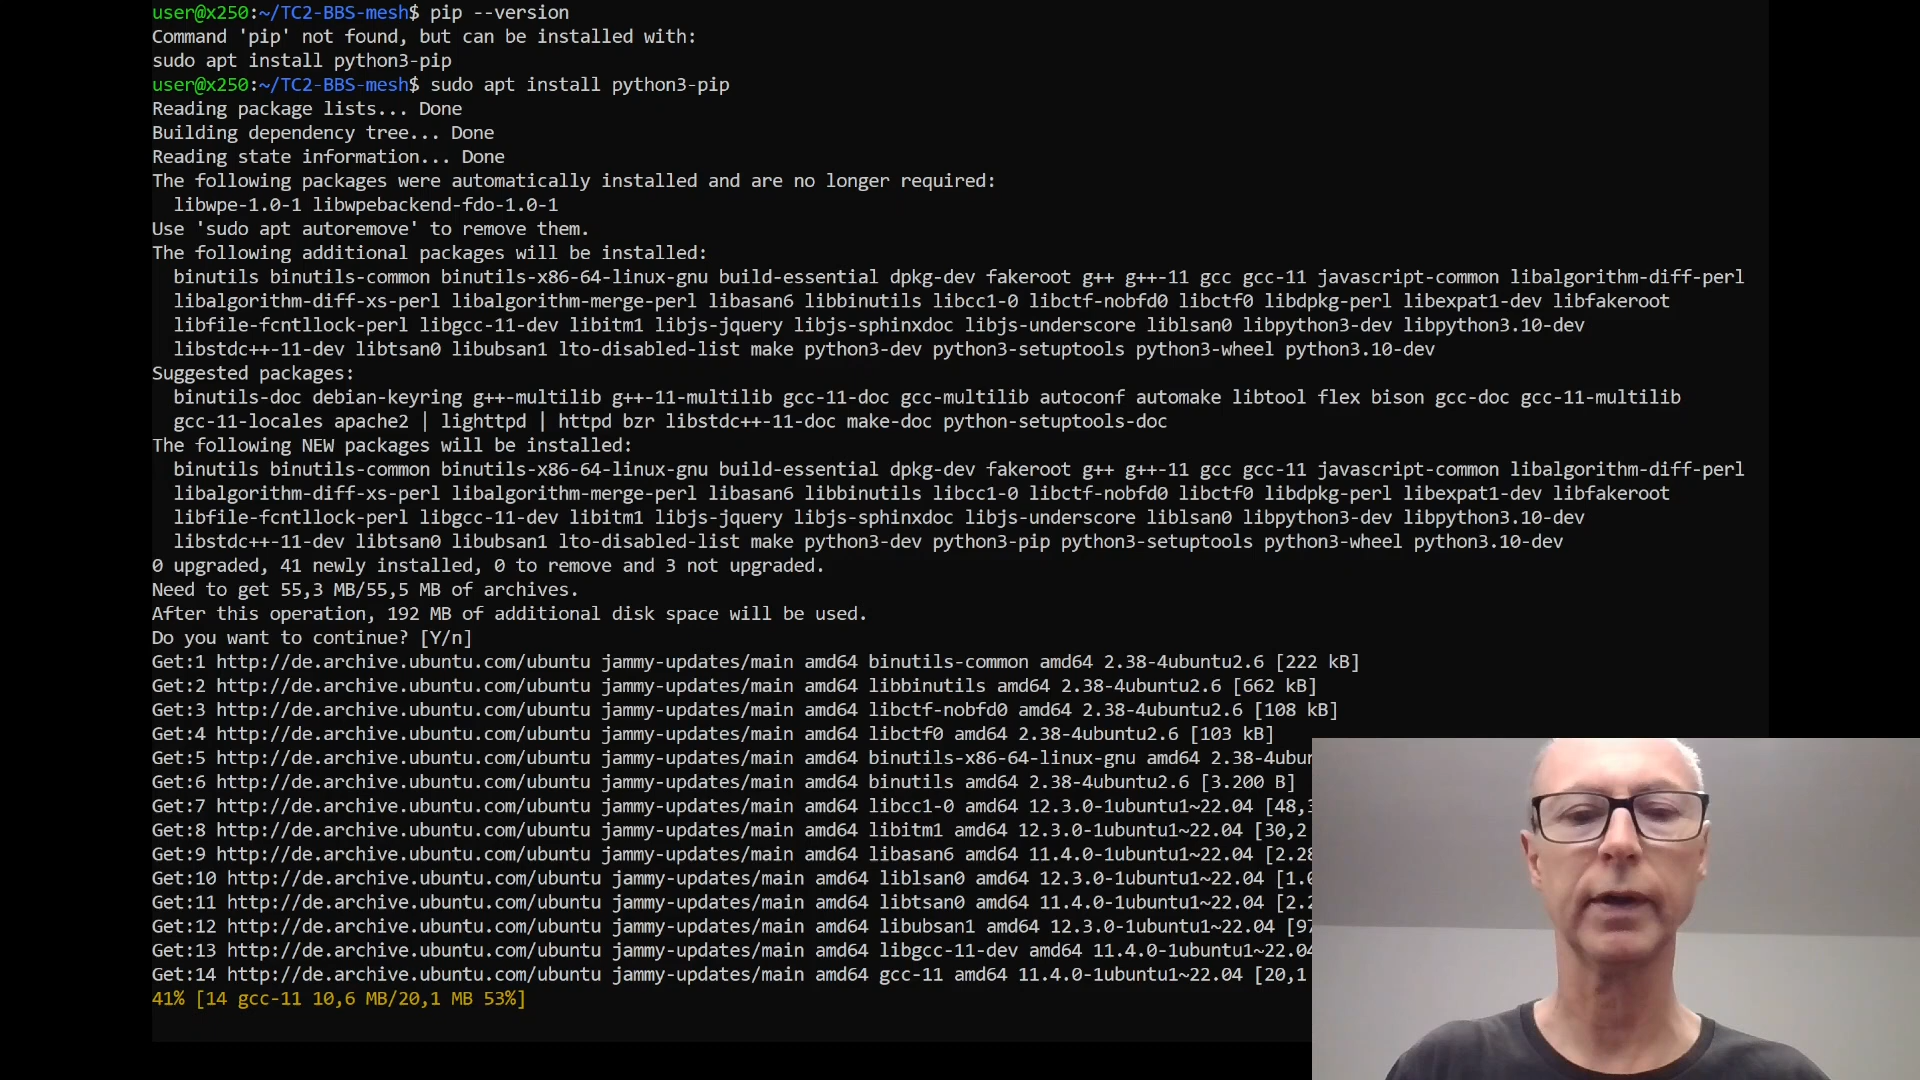 user@x250:~/TC2-BBS-mesh$ pip --version
Command 'pip' not found, but can be installed with:
sudo apt install python3-pip
user@x250:~/TC2-BBS-mesh$ sudo apt install python3-pip
Reading package lists... Done
Building dependency tree... Done
Reading state information... Done
The following packages were automatically installed and are no longer required:
  libwpe-1.0-1 libwpebackend-fdo-1.0-1
Use 'sudo apt autoremove' to remove them.
The following additional packages will be installed:
  binutils binutils-common binutils-x86-64-linux-gnu build-essential dpkg-dev fakeroot g++ g++-11 gcc gcc-11 javascript-common libalgorithm-diff-perl
  libalgorithm-diff-xs-perl libalgorithm-merge-perl libasan6 libbinutils libcc1-0 libctf-nobfd0 libctf0 libdpkg-perl libexpat1-dev libfakeroot
  libfile-fcntllock-perl libgcc-11-dev libitm1 libjs-jquery libjs-sphinxdoc libjs-underscore liblsan0 libpython3-dev libpython3.10-dev
  libstdc++-11-dev libtsan0 libubsan1 lto-disabled-list make python3-dev python3-setuptools python3-wheel python3.10-dev
Suggested packages:
  binutils-doc debian-keyring g++-multilib g++-11-multilib gcc-11-doc gcc-multilib autoconf automake libtool flex bison gcc-doc gcc-11-multilib
  gcc-11-locales apache2 | lighttpd | httpd bzr libstdc++-11-doc make-doc python-setuptools-doc
The following NEW packages will be installed:
  binutils binutils-common binutils-x86-64-linux-gnu build-essential dpkg-dev fakeroot g++ g++-11 gcc gcc-11 javascript-common libalgorithm-diff-perl
  libalgorithm-diff-xs-perl libalgorithm-merge-perl libasan6 libbinutils libcc1-0 libctf-nobfd0 libctf0 libdpkg-perl libexpat1-dev libfakeroot
  libfile-fcntllock-perl libgcc-11-dev libitm1 libjs-jquery libjs-sphinxdoc libjs-underscore liblsan0 libpython3-dev libpython3.10-dev
  libstdc++-11-dev libtsan0 libubsan1 lto-disabled-list make python3-dev python3-pip python3-setuptools python3-wheel python3.10-dev
0 upgraded, 41 newly installed, 0 to remove and 3 not upgraded.
Need to get 55,3 MB/55,5 MB of archives.
After this operation, 192 MB of additional disk space will be used.
Do you want to continue? [Y/n]
Get:1 http://de.archive.ubuntu.com/ubuntu jammy-updates/main amd64 binutils-common amd64 2.38-4ubuntu2.6 [222 kB]
Get:2 http://de.archive.ubuntu.com/ubuntu jammy-updates/main amd64 libbinutils amd64 2.38-4ubuntu2.6 [662 kB]
Get:3 http://de.archive.ubuntu.com/ubuntu jammy-updates/main amd64 libctf-nobfd0 amd64 2.38-4ubuntu2.6 [108 kB]
Get:4 http://de.archive.ubuntu.com/ubuntu jammy-updates/main amd64 libctf0 amd64 2.38-4ubuntu2.6 [103 kB]
Get:5 http://de.archive.ubuntu.com/ubuntu jammy-updates/main amd64 binutils-x86-64-linux-gnu amd64 2.38-4ubun
Get:6 http://de.archive.ubuntu.com/ubuntu jammy-updates/main amd64 binutils amd64 2.38-4ubuntu2.6 [3.200 B]
Get:7 http://de.archive.ubuntu.com/ubuntu jammy-updates/main amd64 libcc1-0 amd64 12.3.0-1ubuntu1~22.04 [48,
Get:8 http://de.archive.ubuntu.com/ubuntu jammy-updates/main amd64 libitm1 amd64 12.3.0-1ubuntu1~22.04 [30,2
Get:9 http://de.archive.ubuntu.com/ubuntu jammy-updates/main amd64 libasan6 amd64 11.4.0-1ubuntu1~22.04 [2.2
Get:10 http://de.archive.ubuntu.com/ubuntu jammy-updates/main amd64 liblsan0 amd64 12.3.0-1ubuntu1~22.04 [1.
Get:11 http://de.archive.ubuntu.com/ubuntu jammy-updates/main amd64 libtsan0 amd64 11.4.0-1ubuntu1~22.04 [2.
Get:12 http://de.archive.ubuntu.com/ubuntu jammy-updates/main amd64 libubsan1 amd64 12.3.0-1ubuntu1~22.04 [9
Get:13 http://de.archive.ubuntu.com/ubuntu jammy-updates/main amd64 libgcc-11-dev amd64 11.4.0-1ubuntu1~22.04
Get:14 http://de.archive.ubuntu.com/ubuntu jammy-updates/main amd64 gcc-11 amd64 11.4.0-1ubuntu1~22.04 [20,1
41% [14 gcc-11 10,6 MB/20,1 MB 53%]